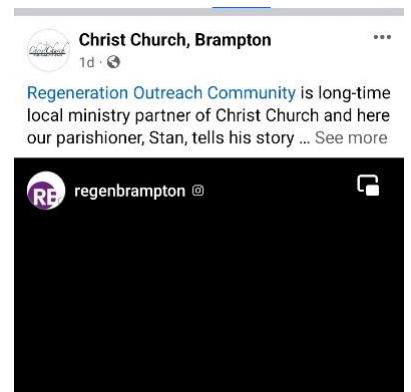 Christ Church, Brampton
1d
Regeneration Outreach Community is long-time
local ministry partner of Christ Church and here
our parishioner, Stan, tells his story ... See more
RE
regenbrampton